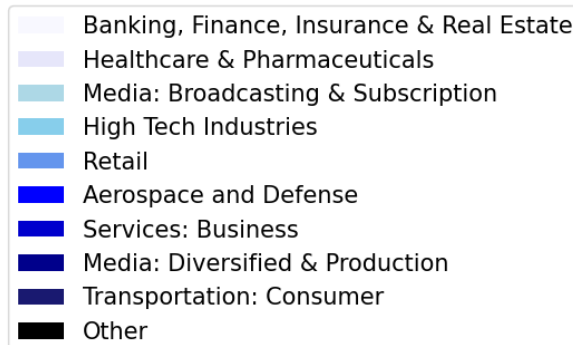 Banking, Finance, Insurance & Real Estate
Healthcare & Pharmaceuticals
Media: Broadcasting & Subscription
High Tech Industries
Retail
Aerospace and Defense
Services: Business
Media: Diversified & Production
Transportation: Consumer
Other